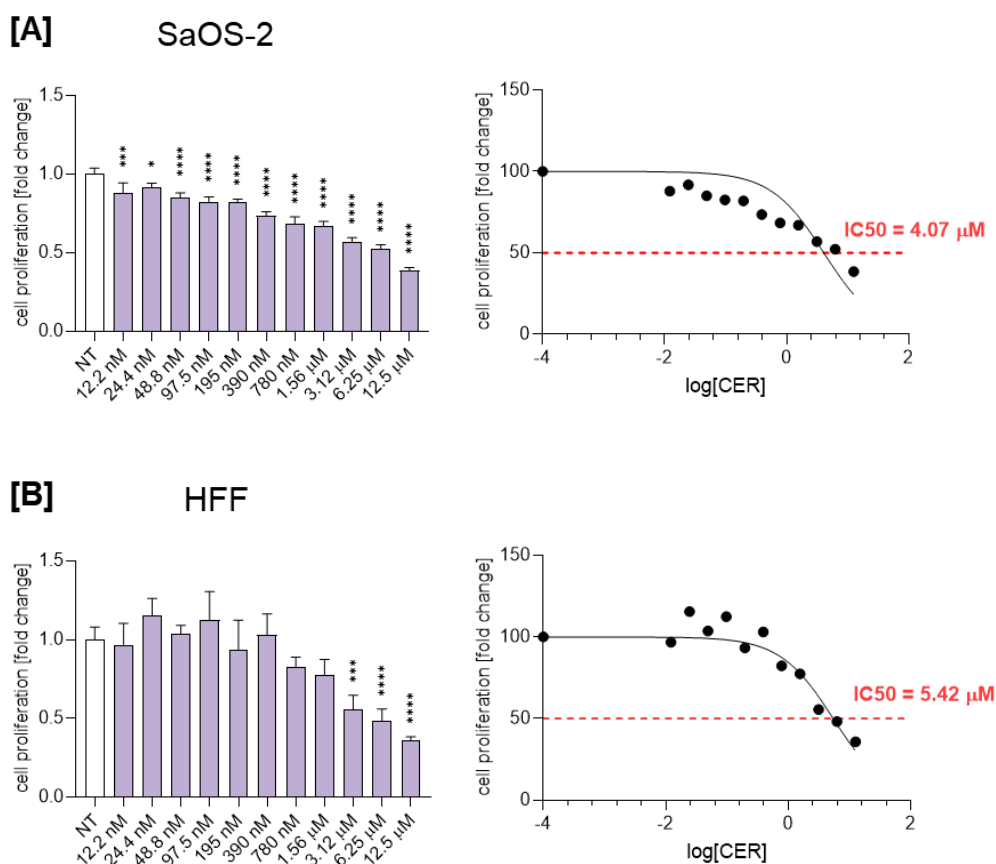 [A] SaOS-2
cell proliferation [fold change]
1.5
1.0
0.5
0.0
*** * **** **** **** **** **** **** **** **** ****
NT 12.2 nM 24.4 nM 48.8 nM 97.5 nM 195 nM 390 nM 780 nM 1.56 μM 3.12 μM 6.25 μM 12.5 μM
cell proliferation [fold change]
150
100
50
0
IC50 = 4.07 μM
-4 -2 0 2
log[CER]
[B] HFF
cell proliferation [fold change]
1.5
1.0
0.5
0.0
*** **** ****
NT 12.2 nM 24.4 nM 48.8 nM 97.5 nM 195 nM 390 nM 780 nM 1.56 μM 3.12 μM 6.25 μM 12.5 μM
cell proliferation [fold change]
150
100
50
0
IC50 = 5.42 μM
-4 -2 0 2
log[CER]